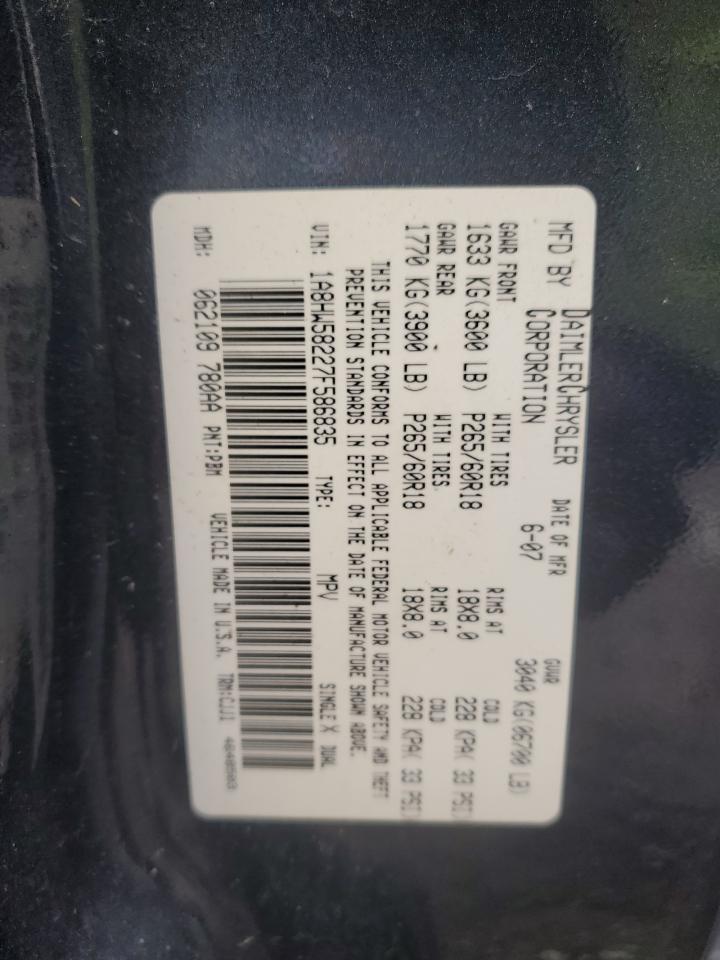 MFD BY DAIMLERCHRYSLER CORPORATION DATE OF MFR 6-07 GVWR 3040 KG(06700 LB)
GAWR FRONT WITH TIRES RIMS AT COLD
1633 KG(3600 LB) P265/60R18 18X8.0 228 KPA( 33 PSI)
GAWR REAR WITH TIRES RIMS AT COLD
1770 KG(3900 LB) P265/60R18 18X8.0 228 KPA( 33 PSI)
THIS VEHICLE CONFORMS TO ALL APPLICABLE FEDERAL MOTOR VEHICLE SAFETY AND THEFT
PREVENTION STANDARDS IN EFFECT ON THE DATE OF MANUFACTURE SHOWN ABOVE.
VIN: 1A8HW58227F586835 TYPE: MPV SINGLE X DUAL
MDH: 062109 780AA PNT:PBM VEHICLE MADE IN U.S.A. TRM:CJJ1